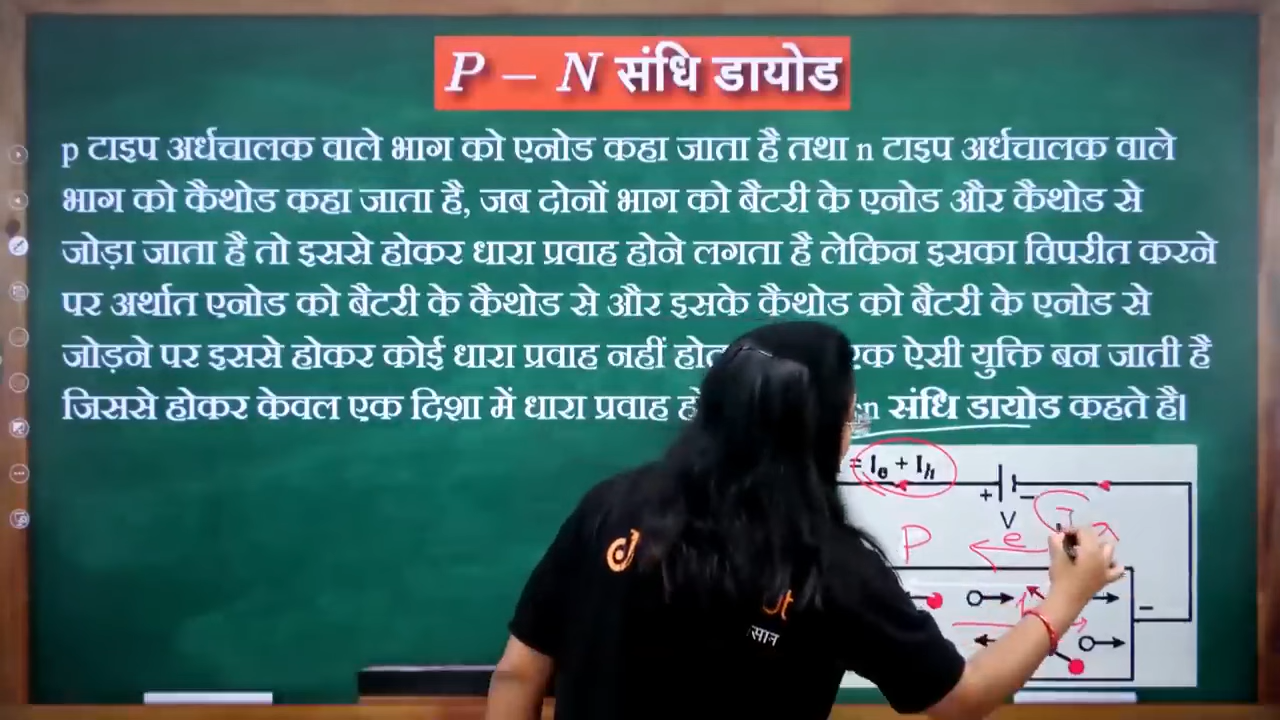 P – N संधि डायोड
p टाइप अर्धचालक वाले भाग को एनोड कहा जाता है तथा n टाइप अर्धचालक वाले
भाग को कैथोड कहा जाता है, जब दोनों भाग को बैटरी के एनोड और कैथोड से
जोड़ा जाता है तो इससे होकर धारा प्रवाह होने लगता है लेकिन इसका विपरीत करने
पर अर्थात एनोड को बैटरी के कैथोड से और इसके कैथोड को बैटरी के एनोड से
जोड़ने पर इससे होकर कोई धारा प्रवाह नहीं ऐसी युक्ति बन जाती है
जिससे होकर केवल एक दिशा में धारा प्रवाह n संधि डायोड कहते है|
= Ie + Ih
+ –
V
P e
–